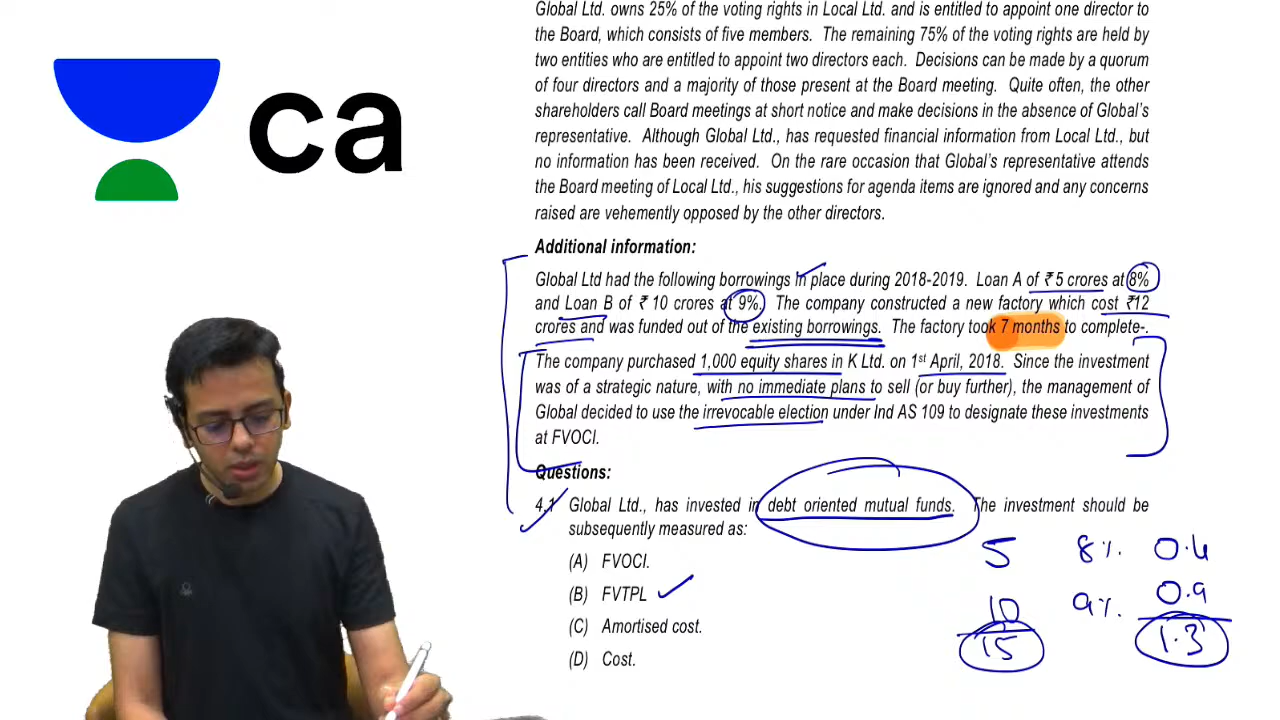 ca
Global Ltd. owns 25% of the voting rights in Local Ltd. and is entitled to appoint one director to
the Board, which consists of five members. The remaining 75% of the voting rights are held by
two entities who are entitled to appoint two directors each. Decisions can be made by a quorum
of four directors and a majority of those present at the Board meeting. Quite often, the other
shareholders call Board meetings at short notice and make decisions in the absence of Global's
representative. Although Global Ltd., has requested financial information from Local Ltd., but
no information has been received. On the rare occasion that Global's representative attends
the Board meeting of Local Ltd., his suggestions for agenda items are ignored and any concerns
raised are vehemently opposed by the other directors.
Additional information:
Global Ltd had the following borrowings in place during 2018-2019. Loan A of ₹ 5 crores at 8%
and Loan B of ₹ 10 crores at 9%. The company constructed a new factory which cost ₹12
crores and was funded out of the existing borrowings. The factory took 7 months to complete-.
The company purchased 1,000 equity shares in K Ltd. on 1st April, 2018. Since the investment
was of a strategic nature, with no immediate plans to sell (or buy further), the management of
Global decided to use the irrevocable election under Ind AS 109 to designate these investments
at FVOCI.
Questions:
4.1 Global Ltd., has invested in debt oriented mutual funds. The investment should be
subsequently measured as:
(A) FVOCI.
(B) FVTPL
(C) Amortised cost.
(D) Cost.
5 8%. 0.4
10 9%. 0.9
15 1.3